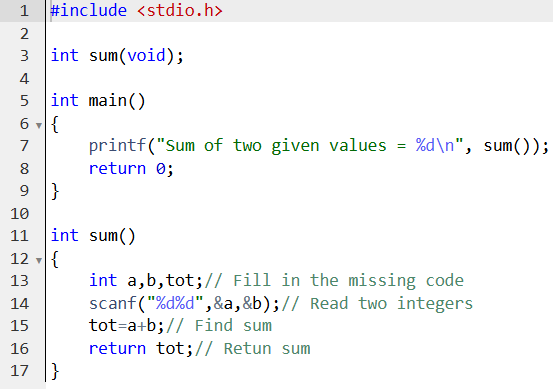 1 #include <stdio.h>
2
3 int sum(void);
4
5 int main()
6 {
7     printf("Sum of two given values = %d\n", sum());
8     return 0;
9 }
10
11 int sum()
12 {
13     int a,b,tot;// Fill in the missing code
14     scanf("%d%d",&a,&b);// Read two integers
15     tot=a+b;// Find sum
16     return tot;// Retun sum
17 }